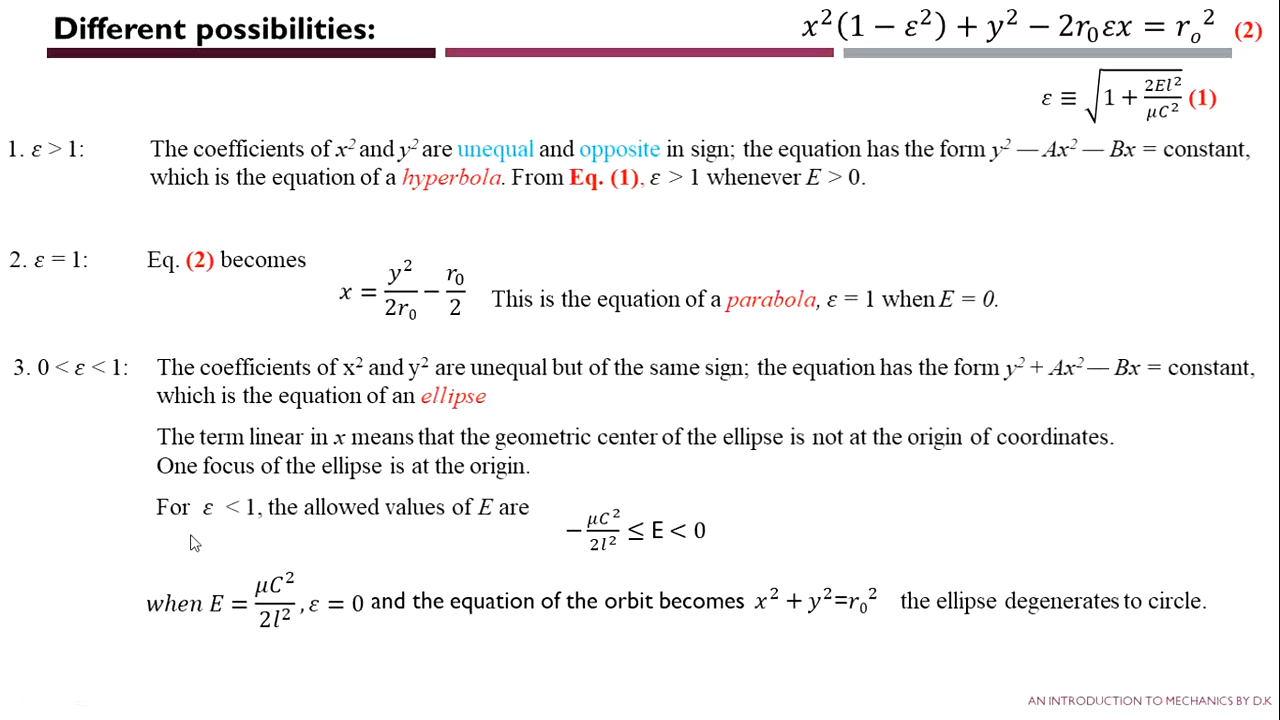 Different possibilities:
x²(1 − ε²) + y² − 2r₀εx = rₒ² (2)
ε ≡ √(1 + 2El²/μC²) (1)
1. ε > 1: The coefficients of x² and y² are unequal and opposite in sign; the equation has the form y² — Ax² — Bx = constant,
which is the equation of a hyperbola. From Eq. (1), ε > 1 whenever E > 0.
2. ε = 1: Eq. (2) becomes
x = y²/2r₀ − r₀/2 This is the equation of a parabola, ε = 1 when E = 0.
3. 0 < ε < 1: The coefficients of x² and y² are unequal but of the same sign; the equation has the form y² + Ax² — Bx = constant,
which is the equation of an ellipse
The term linear in x means that the geometric center of the ellipse is not at the origin of coordinates.
One focus of the ellipse is at the origin.
For ε < 1, the allowed values of E are
−μC²/2l² ≤ E < 0
when E = μC²/2l² , ε = 0 and the equation of the orbit becomes x² + y²=r₀² the ellipse degenerates to circle.
AN INTRODUCTION TO MECHANICS BY D.K